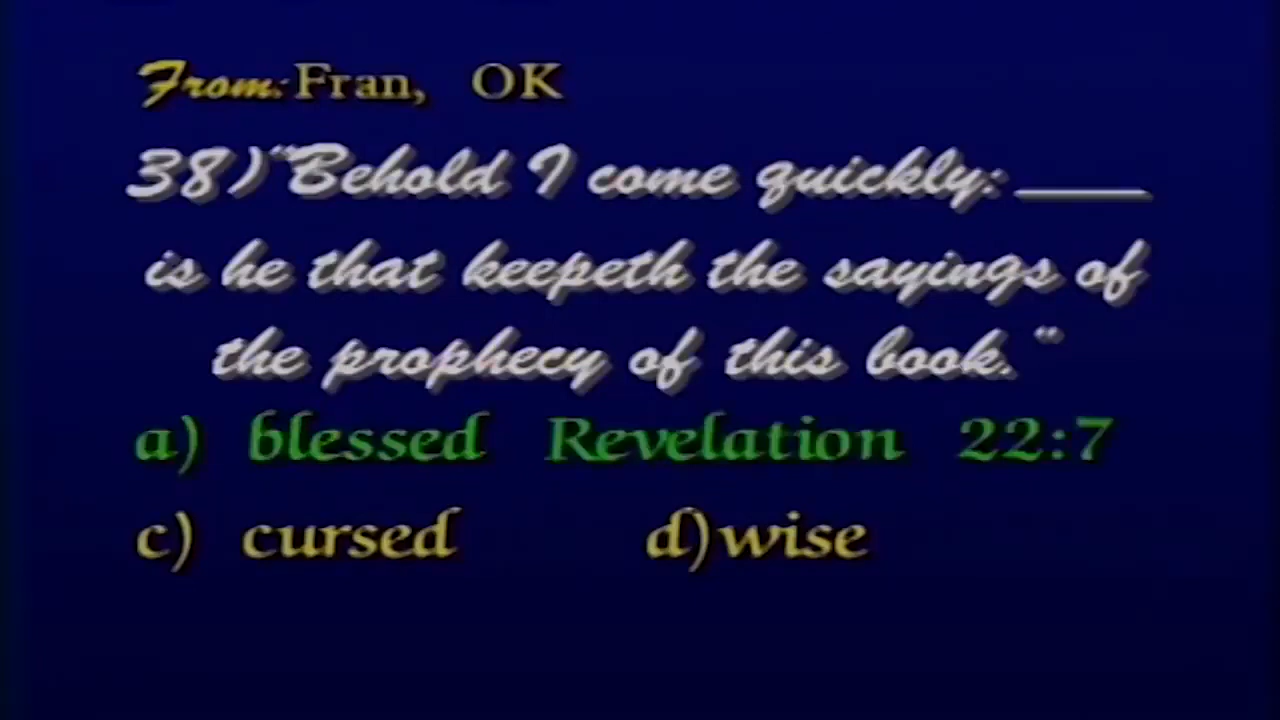 From: Fran, OK
38) "Behold I come quickly: ____
is he that keepeth the sayings of
the prophecy of this book."
a) blessed Revelation 22:7
c) cursed d) wise